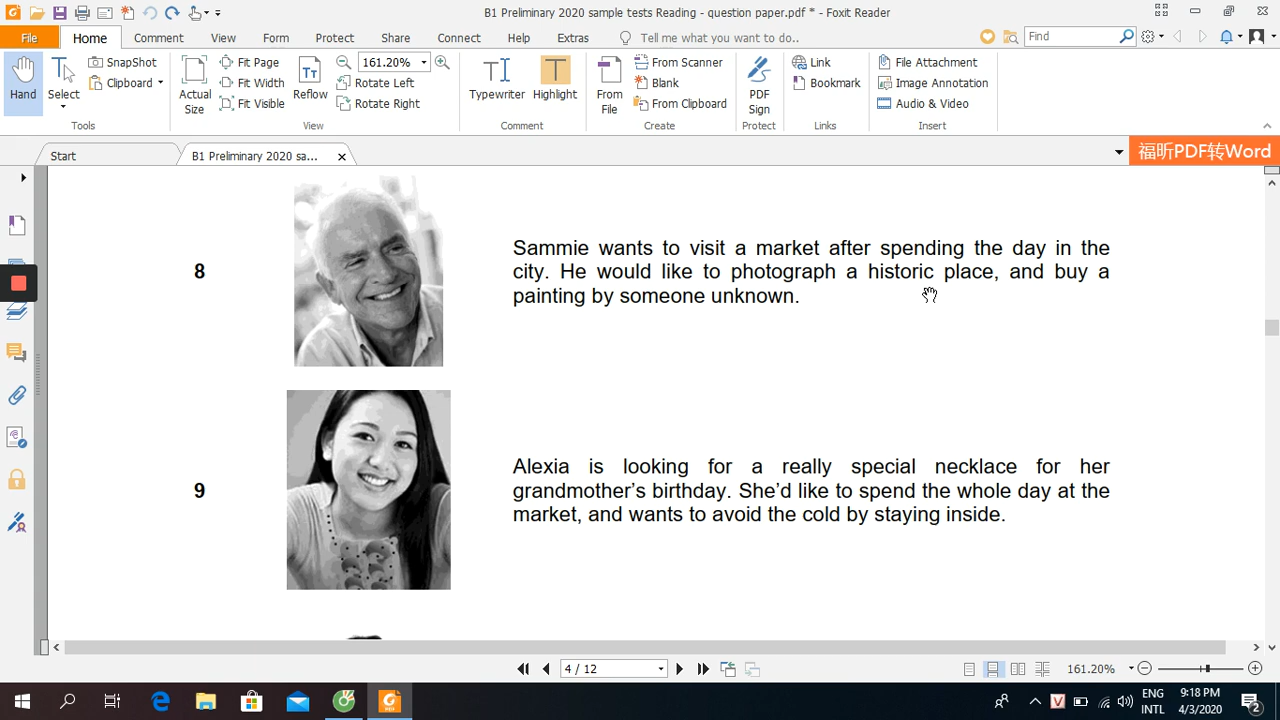 B1 Preliminary 2020 sample tests Reading - question paper.pdf * - Foxit Reader
File Home Comment View Form Protect Share Connect Help Extras Tell me what you want to do.. Find
Hand
Select
SnapShot
Clipboard
Tools
Actual Size
Fit Page
Fit Width
Fit Visible
Reflow
161.20%
Rotate Left
Rotate Right
View
Typewriter
Highlight
Comment
From File
From Scanner
Blank
From Clipboard
Create
PDF Sign
Protect
Link
Bookmark
Links
File Attachment
Image Annotation
Audio & Video
Insert
Start
B1 Preliminary 2020 sa...
福昕PDF转Word
8
Sammie wants to visit a market after spending the day in the
city. He would like to photograph a historic place, and buy a
painting by someone unknown.
9
Alexia is looking for a really special necklace for her
grandmother's birthday. She'd like to spend the whole day at the
market, and wants to avoid the cold by staying inside.
4 / 12
161.20%
ENG
INTL
9:18 PM
4/3/2020
2